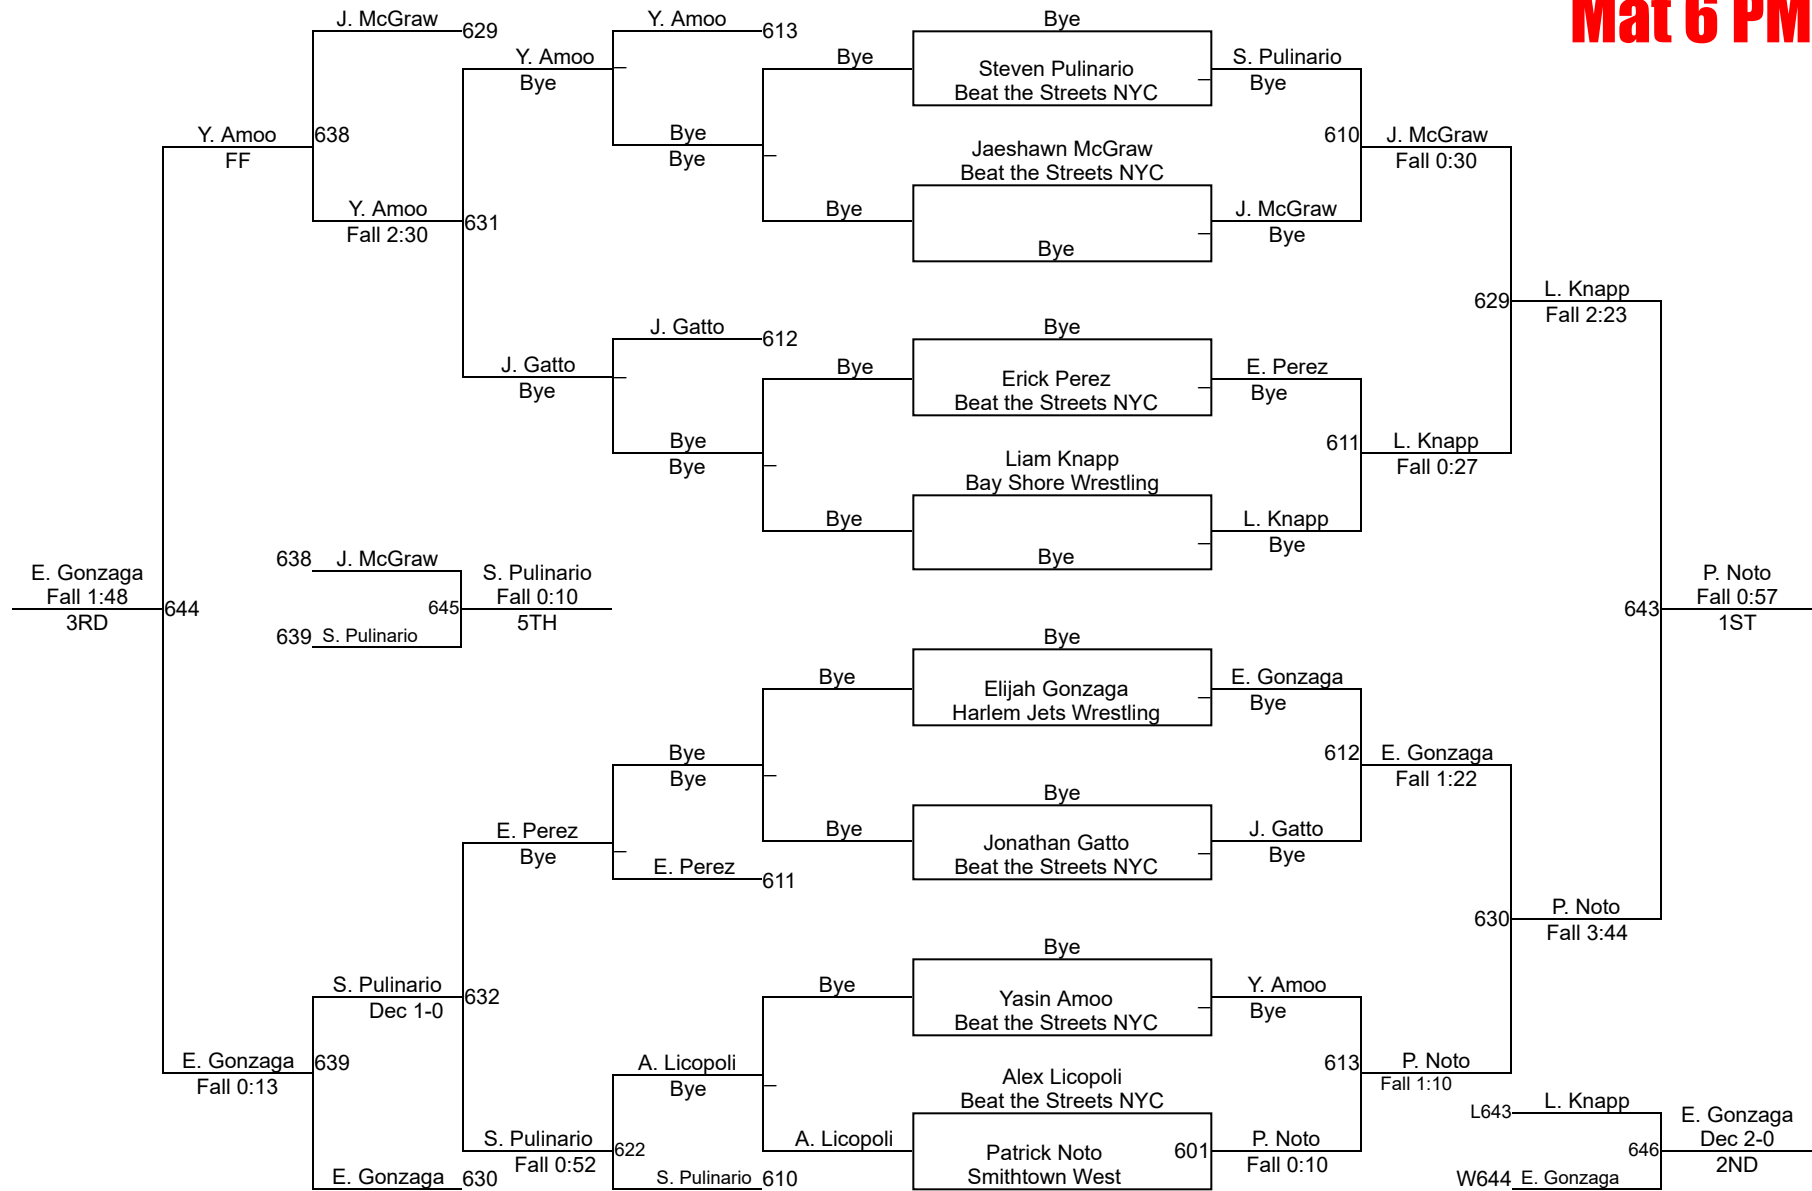 Mat 6 PM
J. McGraw
629
Y. Amoo
613
Bye
Y. Amoo
Bye
Bye
Steven Pulinario
Beat the Streets NYC
S. Pulinario
Bye
Y. Amoo
FF
638
Bye
Bye
Jaeshawn McGraw
Beat the Streets NYC
610
J. McGraw
Fall 0:30
Y. Amoo
Fall 2:30
631
Bye
Bye
J. McGraw
Bye
J. Gatto
612
Bye
629
L. Knapp
Fall 2:23
J. Gatto
Bye
Bye
Erick Perez
Beat the Streets NYC
E. Perez
Bye
Bye
Bye
Liam Knapp
Bay Shore Wrestling
611
L. Knapp
Fall 0:27
Bye
Bye
L. Knapp
Bye
E. Gonzaga
Fall 1:48
3RD
644
638
J. McGraw
645
639
S. Pulinario
S. Pulinario
Fall 0:10
5TH
643
P. Noto
Fall 0:57
1ST
Bye
Bye
Elijah Gonzaga
Harlem Jets Wrestling
E. Gonzaga
Bye
Bye
Bye
612
E. Gonzaga
Fall 1:22
Bye
E. Perez
Bye
Bye
Jonathan Gatto
Beat the Streets NYC
J. Gatto
Bye
E. Perez
611
630
P. Noto
Fall 3:44
Bye
S. Pulinario
Dec 1-0
632
Bye
Yasin Amoo
Beat the Streets NYC
Y. Amoo
Bye
E. Gonzaga
Fall 0:13
639
A. Licopoli
Bye
Alex Licopoli
Beat the Streets NYC
613
P. Noto
Fall 1:10
S. Pulinario
Fall 0:52
622
A. Licopoli
Patrick Noto
Smithtown West
601
P. Noto
Fall 0:10
E. Gonzaga
630
S. Pulinario
610
L643
L. Knapp
646
W644
E. Gonzaga
E. Gonzaga
Dec 2-0
2ND